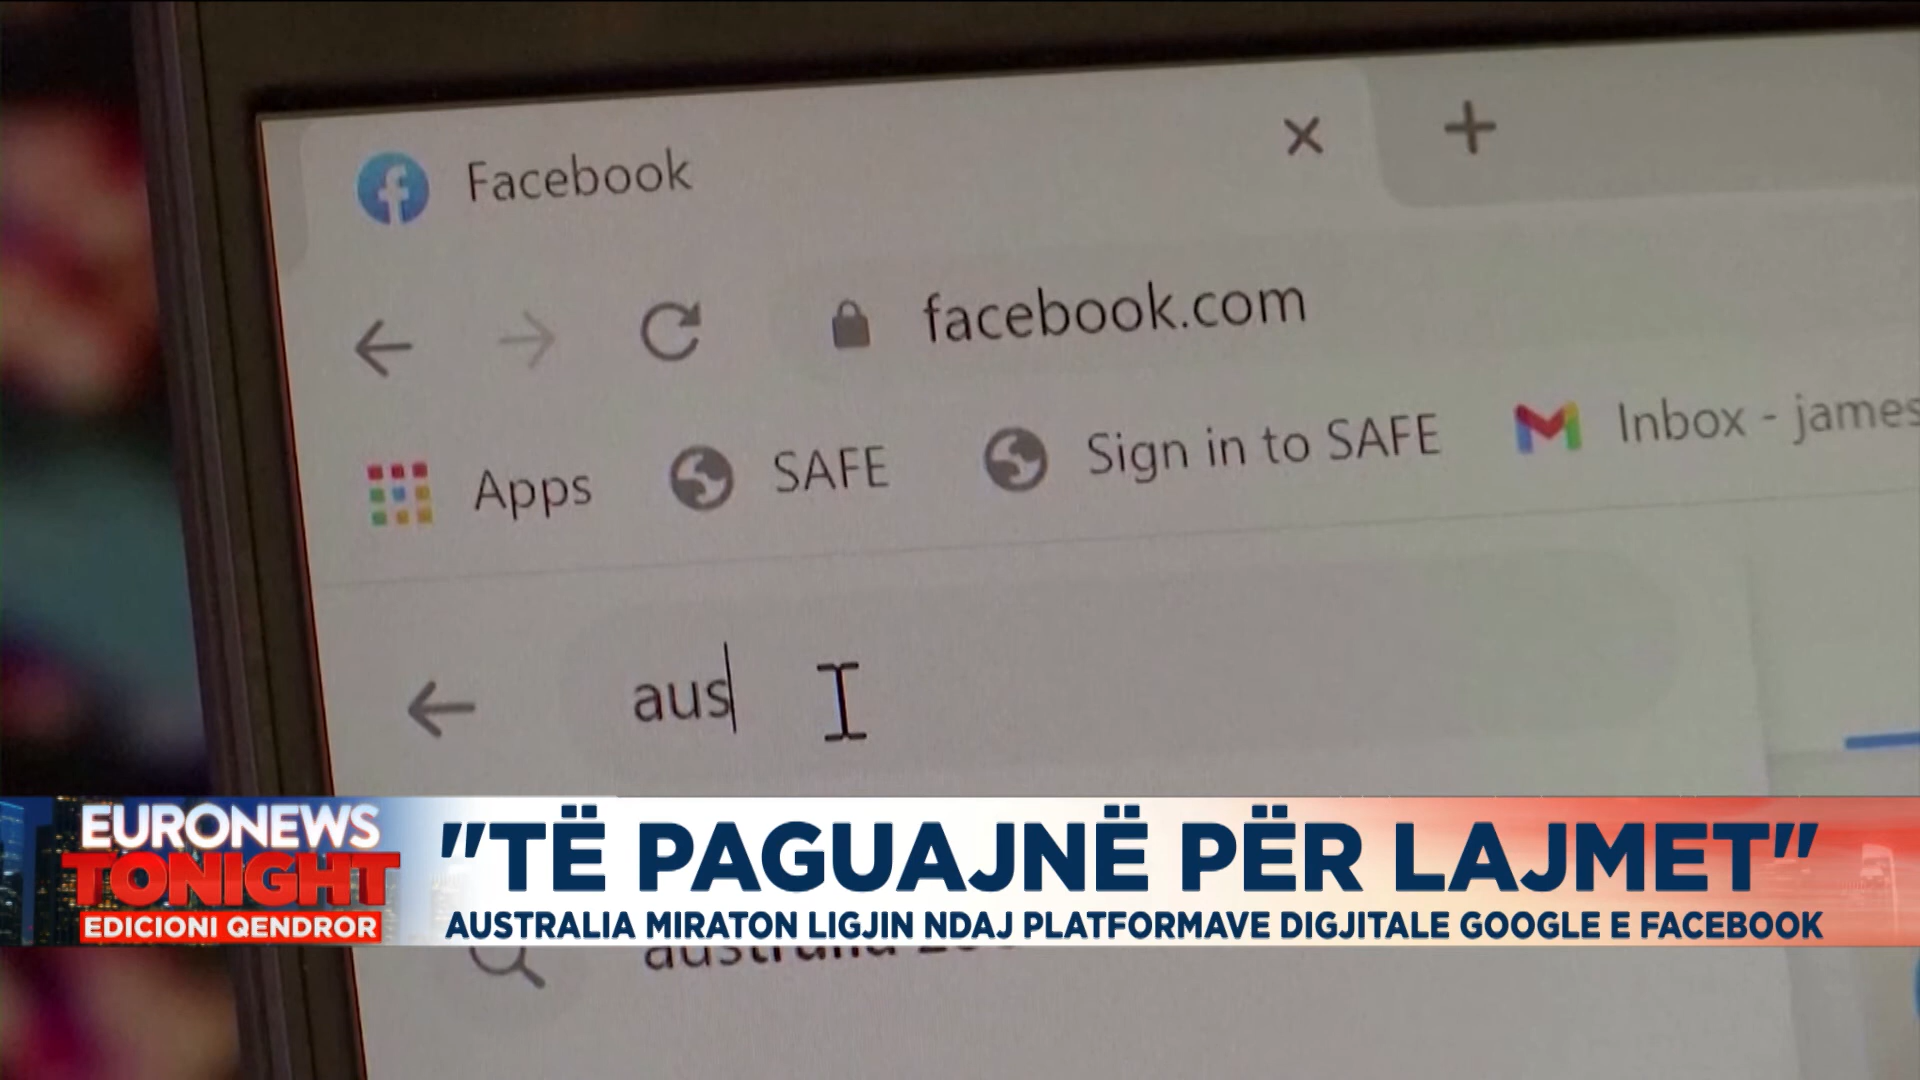 Facebook
facebook.com
Apps SAFE Sign in to SAFE Inbox - james
aus
EURONEWS
TONIGHT
EDICIONI QENDROR
"TË PAGUAJNË PËR LAJMET"
AUSTRALIA MIRATON LIGJIN NDAJ PLATFORMAVE DIGJITALE GOOGLE E FACEBOOK
australia